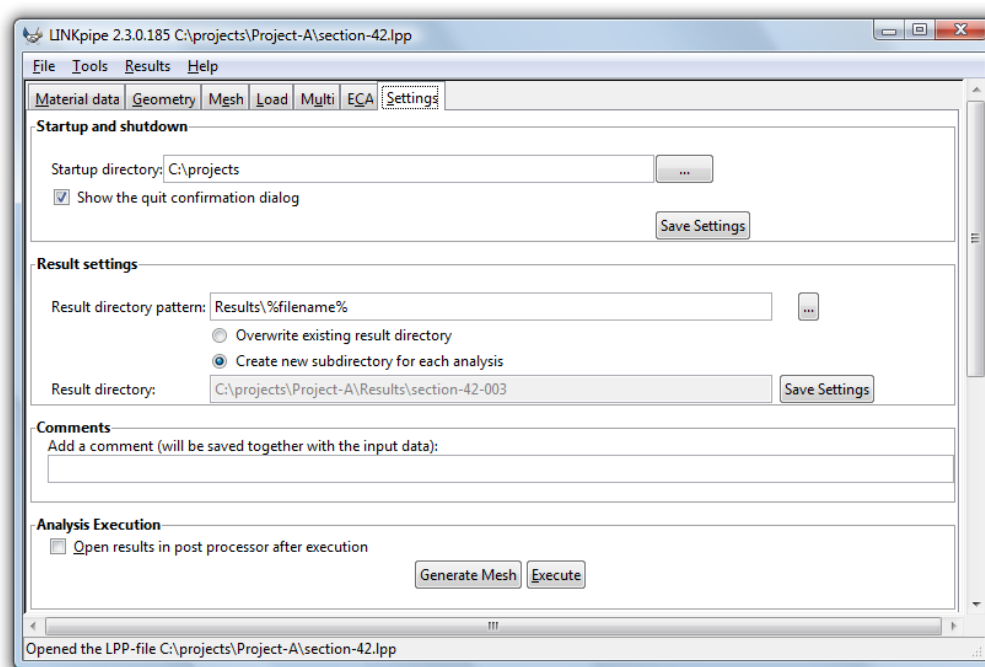 LINKpipe 2.3.0.185 C:\projects\Project-A\section-42.lpp
File Tools Results Help
Material data Geometry Mesh Load Multi ECA Settings
Startup and shutdown
Startup directory: C:\projects ...
Show the quit confirmation dialog
Save Settings
Result settings
Result directory pattern: Results\%filename% ...
Overwrite existing result directory
Create new subdirectory for each analysis
Result directory: C:\projects\Project-A\Results\section-42-003 Save Settings
Comments
Add a comment (will be saved together with the input data):
Analysis Execution
Open results in post processor after execution
Generate Mesh Execute
Opened the LPP-file C:\projects\Project-A\section-42.lpp